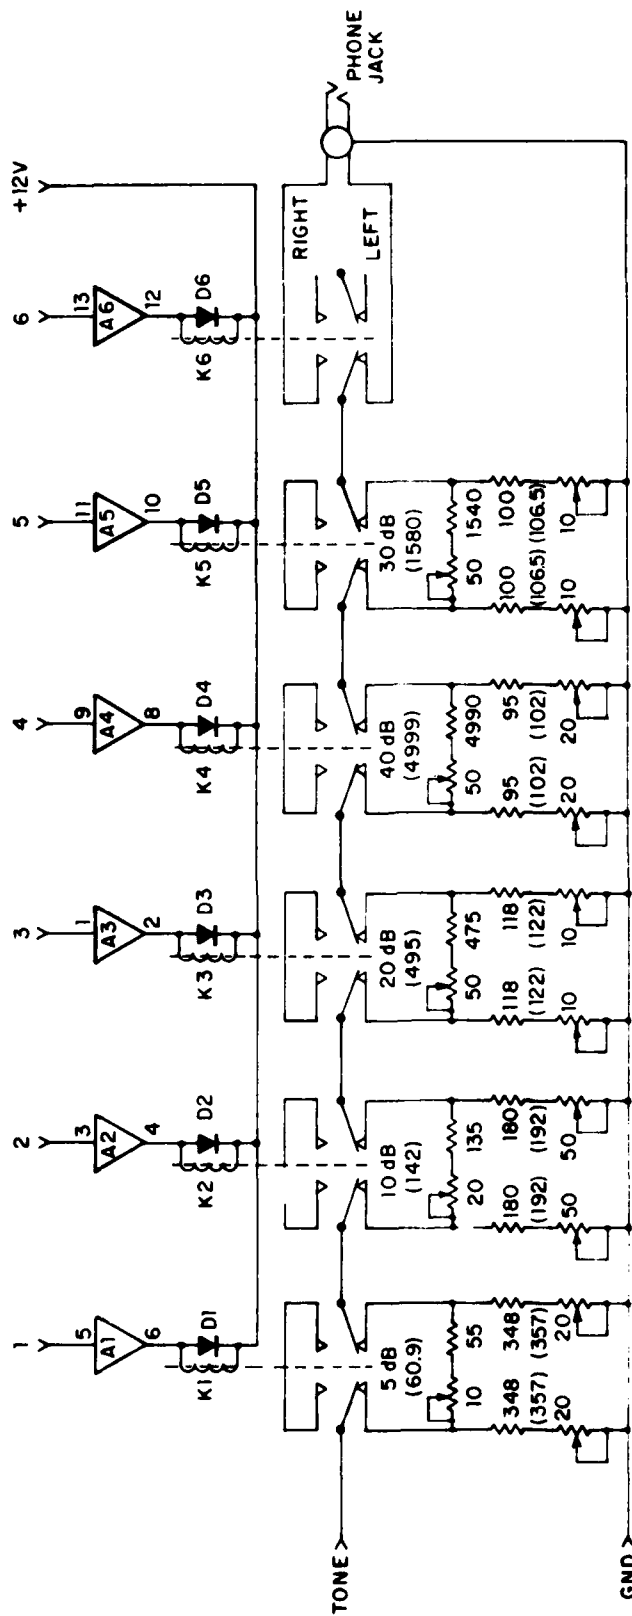 1 2 3 4 5 6 +12V
5 3 1 9 11 13
A1 A2 A3 A4 A5 A6
6 4 2 8 10 12
D1 D2 D3 D4 D5 D6
K1 K2 K3 K4 K5 K6
RIGHT
LEFT
PHONE
JACK
TONE
5 dB
(60.9)
10 55
348 348
(357) (357)
20 20
10 dB
(142)
20 135
180 180
(192) (192)
50 50
20 dB
(495)
50 475
118 118
(122) (122)
10 10
40 dB
(4999)
50 4990
95 95
(102) (102)
20 20
30 dB
(1580)
50 1540
100 100
(106.5) (106.5)
10 10
GND